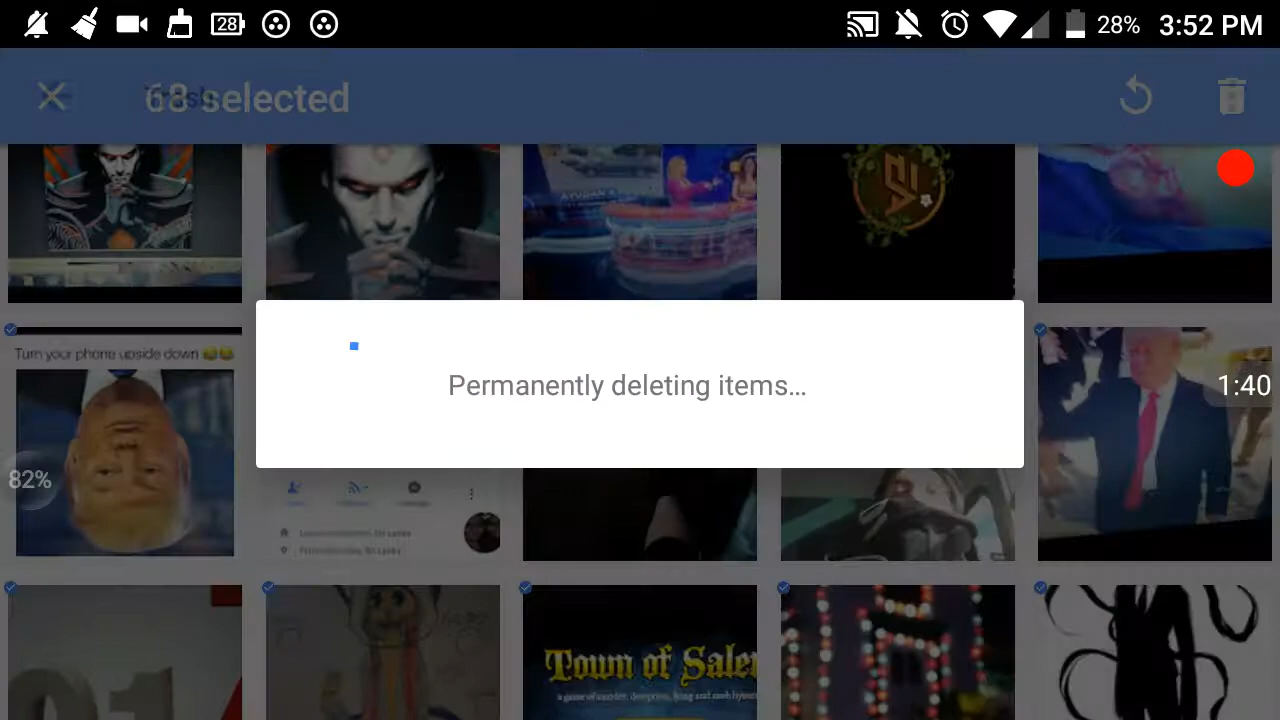 28
28%
3:52 PM
68 selected
Turn your phone upside down 😂😂
Permanently deleting items...
1:40
82%
Town of Sale